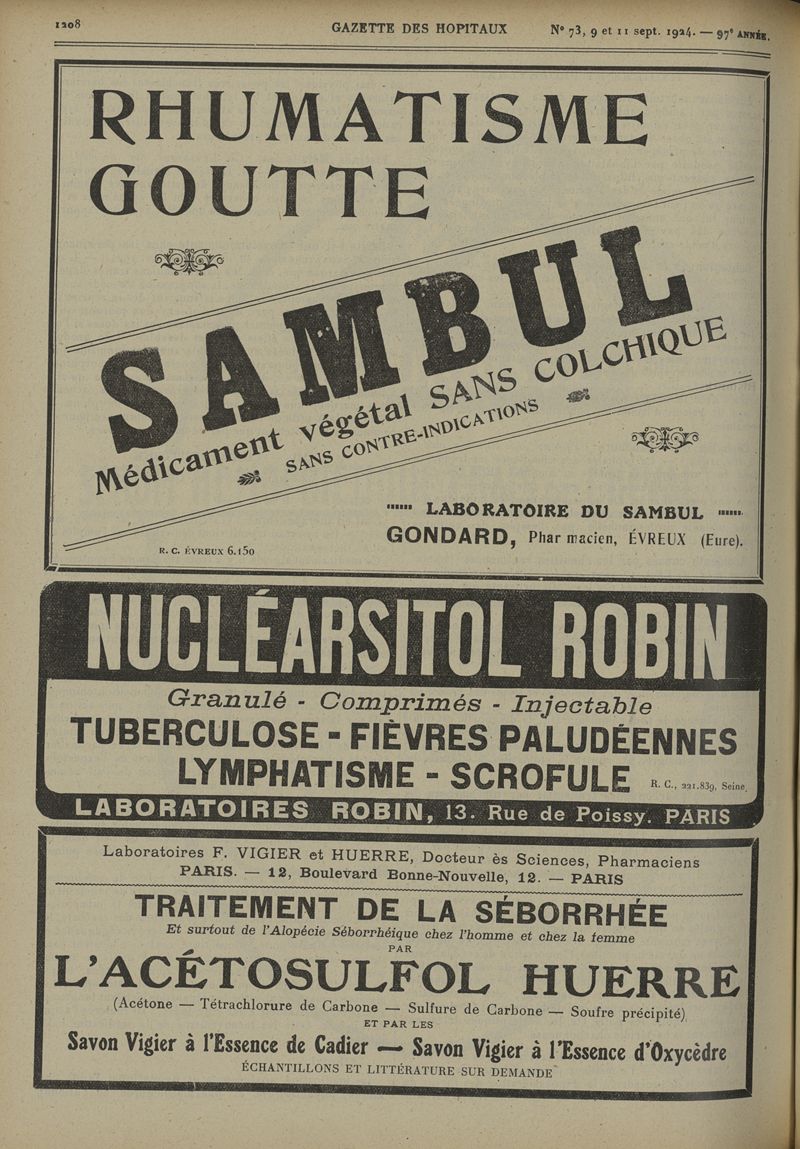 1208
GAZETTE DES HOPITAUX
N° 73, 9 et 11 sept. 1924. — 97e ANNÉE.
RHUMATISME
GOUTTE
SAMBUL
Médicament végétal SANS COLCHIQUE
SANS CONTRE-INDICATIONS
LABORATOIRE DU SAMBUL
GONDARD, Pharmacien, ÉVREUX (Eure).
R. C. ÉVREUX 6.150
NUCLÉARSITOL ROBIN
Granulé - Comprimés - Injectable
TUBERCULOSE - FIÈVRES PALUDÉENNES
LYMPHATISME - SCROFULE
R. C., 221.839, Seine.
LABORATOIRES ROBIN, 13. Rue de Poissy. PARIS
Laboratoires F. VIGIER et HUERRE, Docteur ès Sciences, Pharmaciens
PARIS. — 12, Boulevard Bonne-Nouvelle, 12. — PARIS
TRAITEMENT DE LA SÉBORRHÉE
Et surtout de l'Alopécie Séborrhéique chez l'homme et chez la femme
PAR
L'ACÉTOSULFOL HUERRE
(Acétone — Tétrachlorure de Carbone — Sulfure de Carbone — Soufre précipité)
ET PAR LES
Savon Vigier à l'Essence de Cadier — Savon Vigier à l'Essence d'Oxycèdre
ÉCHANTILLONS ET LITTÉRATURE SUR DEMANDE